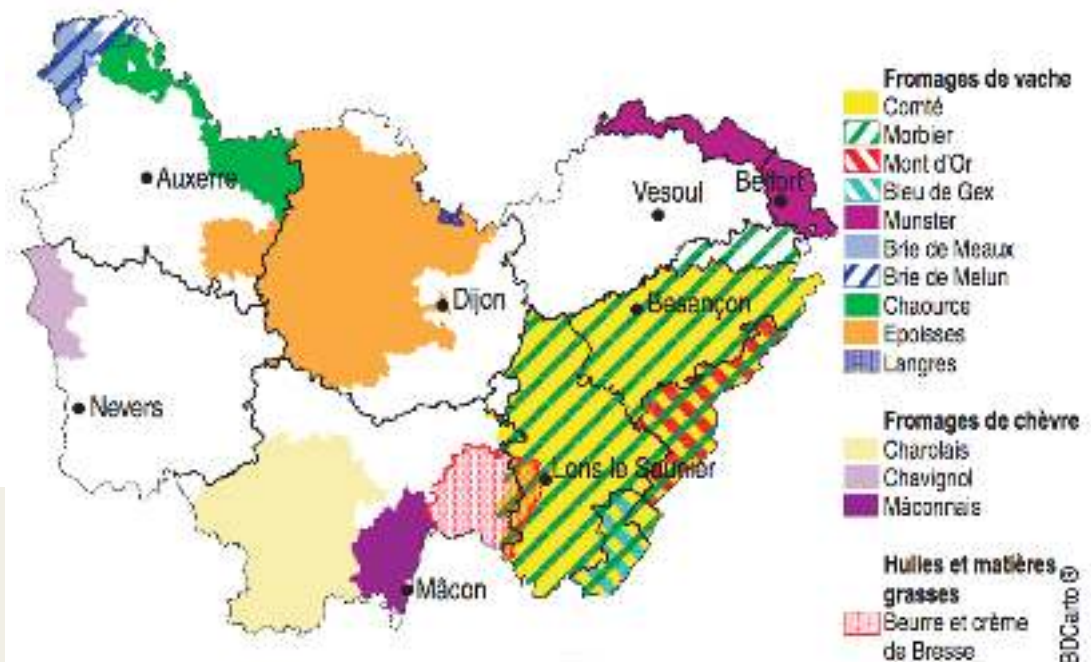 Auxerre
Vesoul
Belfort
Dijon
Besançon
Nevers
Lons le Saunier
Mâcon
Fromages de vache
Comté
Morbier
Mont d'Or
Bleu de Gex
Munster
Brie de Meaux
Brie de Melun
Chaource
Epoisses
Langres
Fromages de chèvre
Charolais
Chavignol
Mâconnais
Huiles et matières
grasses
Beurre et crème
de Bresse
BDCarto ®